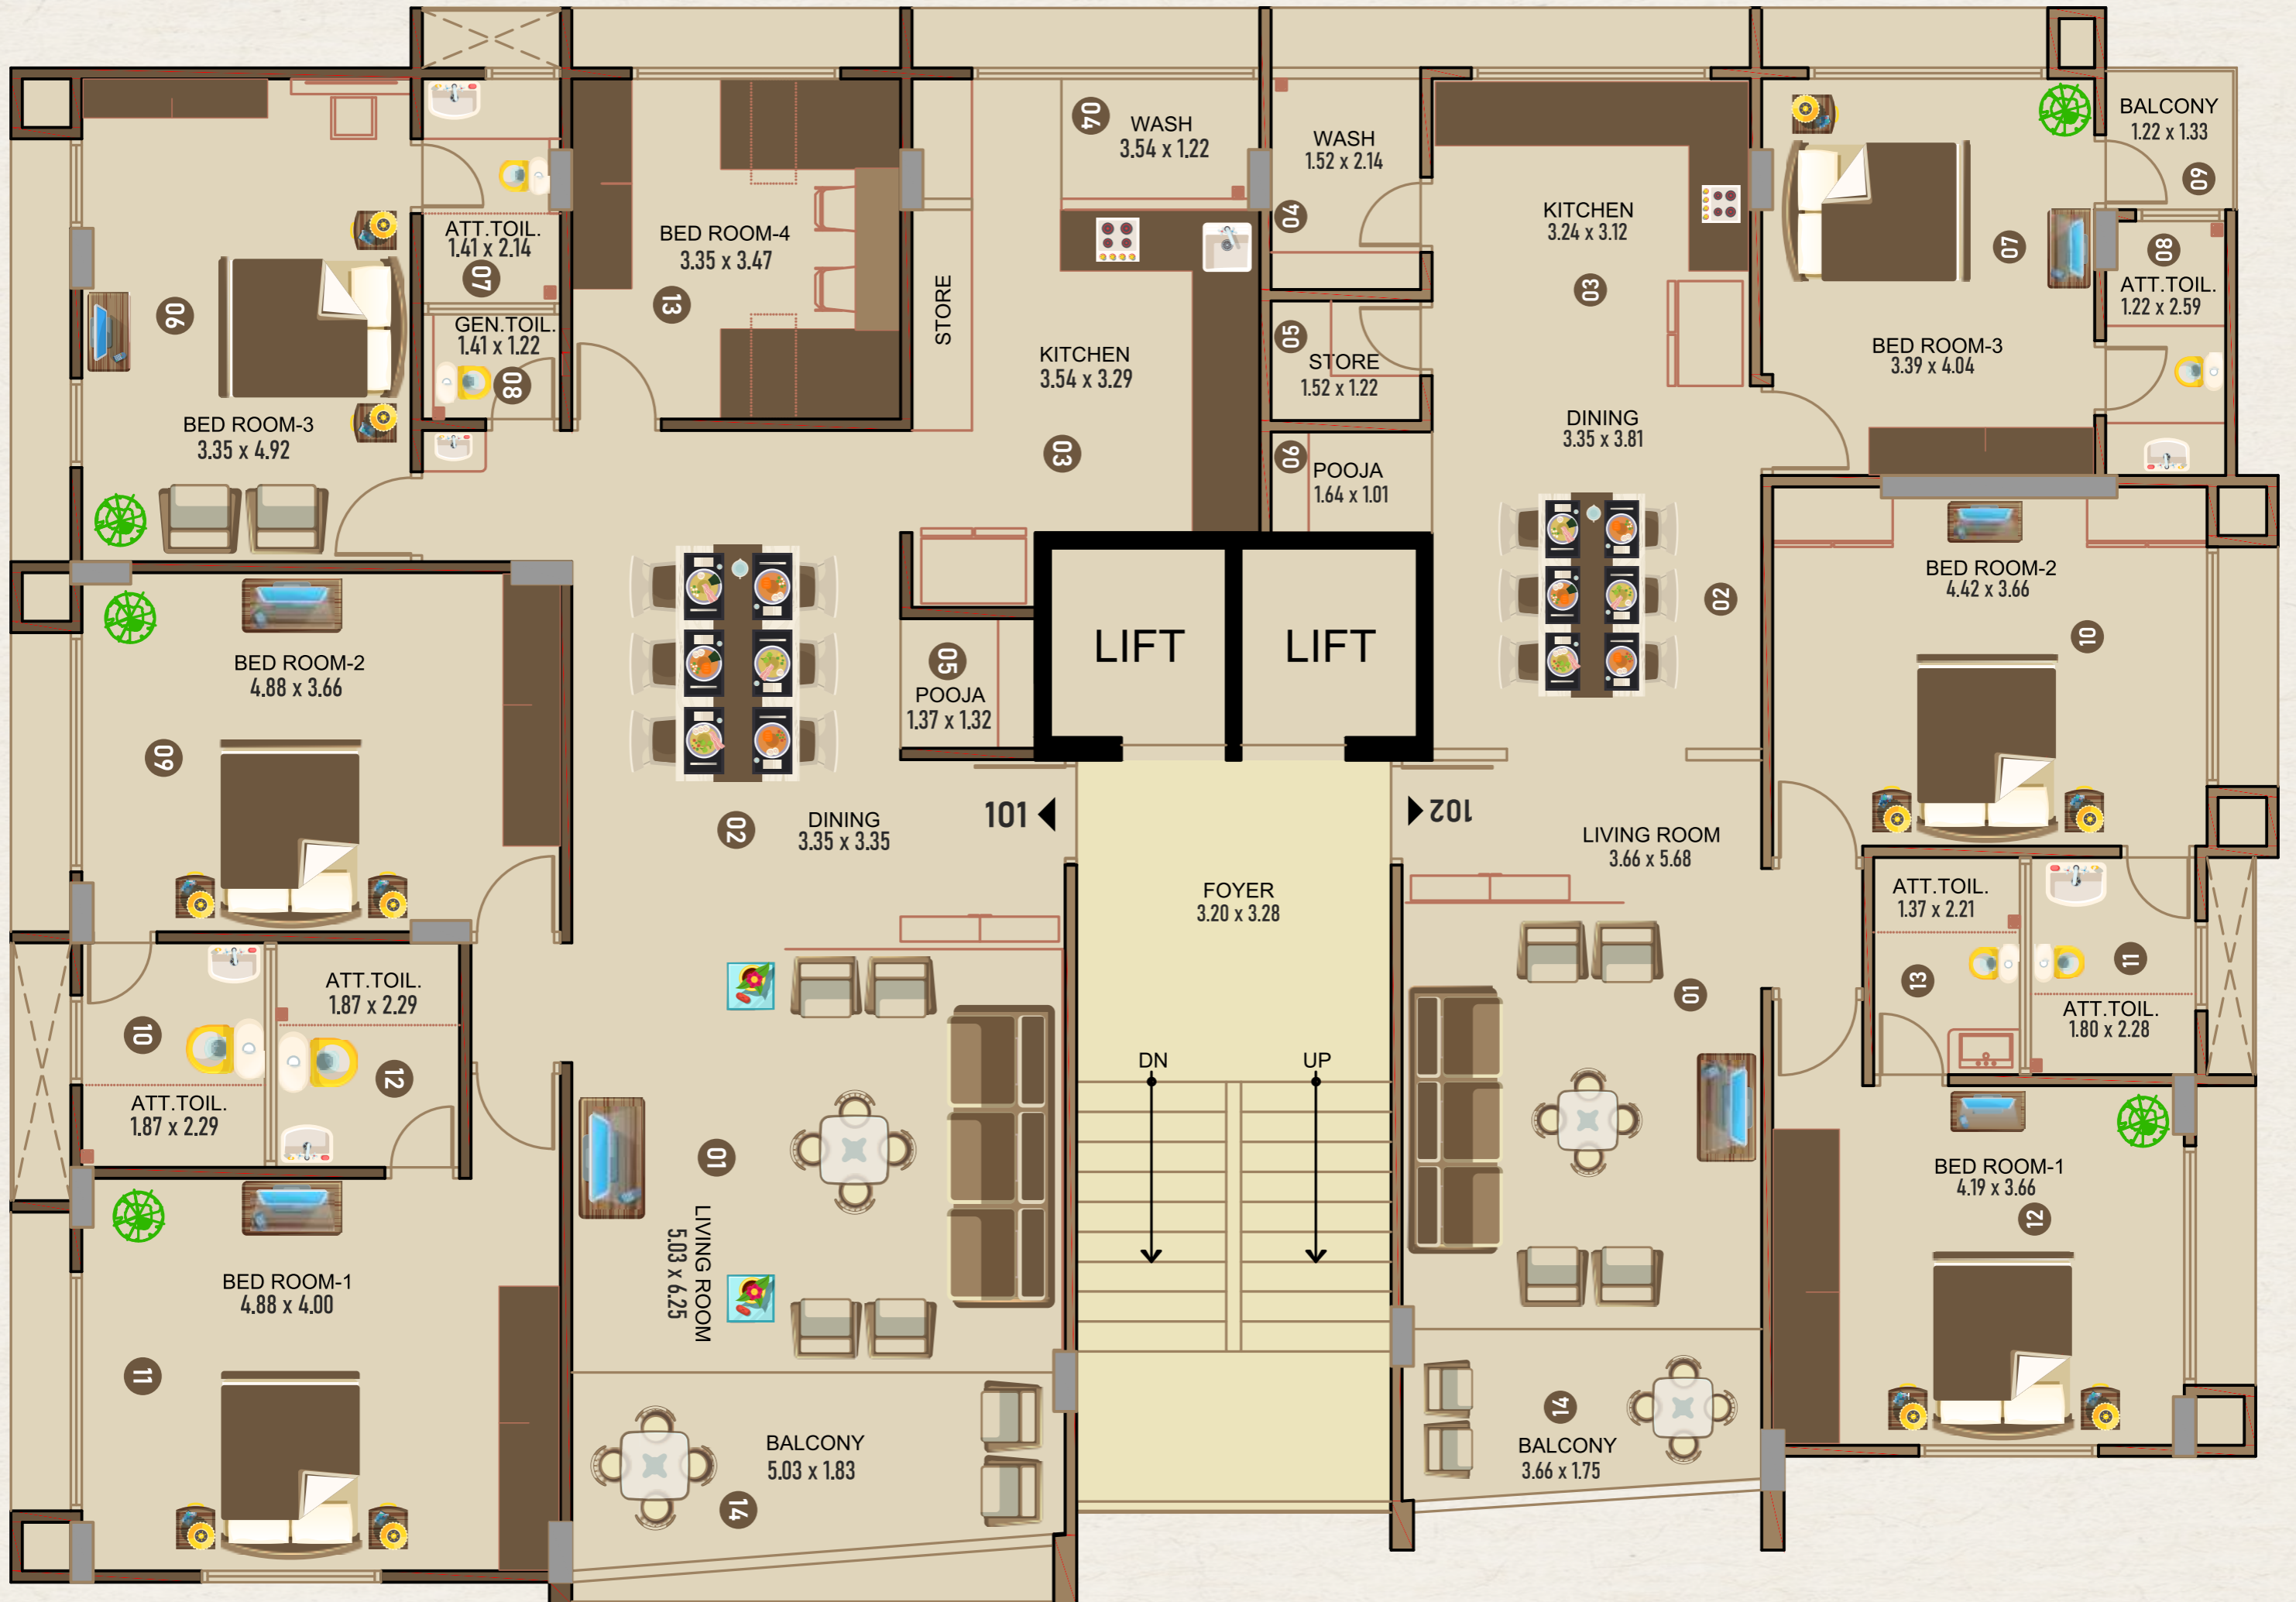 04
WASH
3.54 x 1.22
WASH
1.52 x 2.14
04
BALCONY
1.22 x 1.33
09
ATT.TOIL.
1.41 x 2.14
07
BED ROOM-4
3.35 x 3.47
13
KITCHEN
3.24 x 3.12
03
07
08
ATT.TOIL.
1.22 x 2.59
06
GEN.TOIL.
1.41 x 1.22
08
STORE
KITCHEN
3.54 x 3.29
03
05
STORE
1.52 x 1.22
BED ROOM-3
3.39 x 4.04
BED ROOM-3
3.35 x 4.92
06
POOJA
1.64 x 1.01
DINING
3.35 x 3.81
BED ROOM-2
4.88 x 3.66
09
05
POOJA
1.37 x 1.32
LIFT
LIFT
02
BED ROOM-2
4.42 x 3.66
10
02
DINING
3.35 x 3.35
101
102
LIVING ROOM
3.66 x 5.68
FOYER
3.20 x 3.28
ATT.TOIL.
1.37 x 2.21
13
11
ATT.TOIL.
1.80 x 2.28
01
ATT.TOIL.
1.87 x 2.29
10
12
ATT.TOIL.
1.87 x 2.29
DN
UP
01
LIVING ROOM
5.03 x 6.25
BED ROOM-1
4.19 x 3.66
12
BED ROOM-1
4.88 x 4.00
11
BALCONY
5.03 x 1.83
14
14
BALCONY
3.66 x 1.75